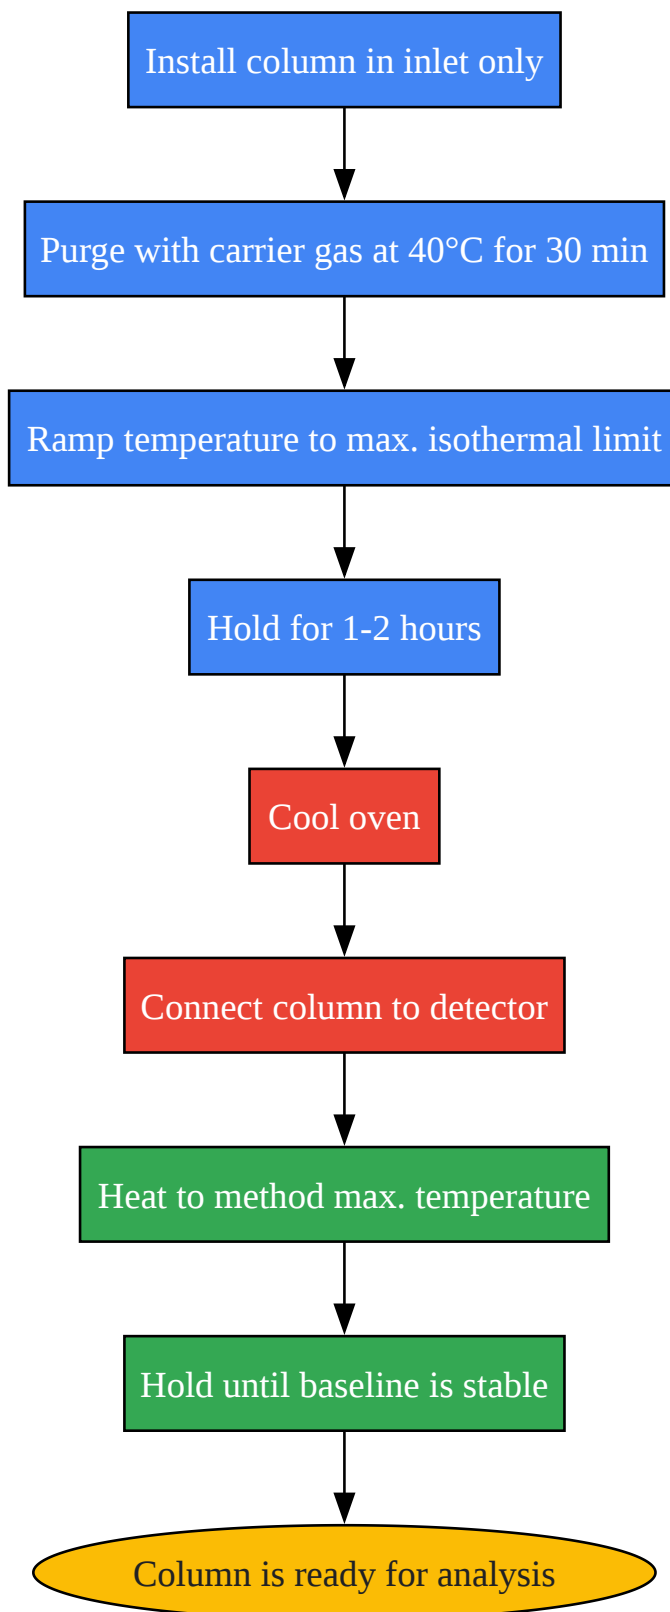 Install column in inlet only
Purge with carrier gas at 40°C for 30 min
Ramp temperature to max. isothermal limit
Hold for 1-2 hours
Cool oven
Connect column to detector
Heat to method max. temperature
Hold until baseline is stable
Column is ready for analysis